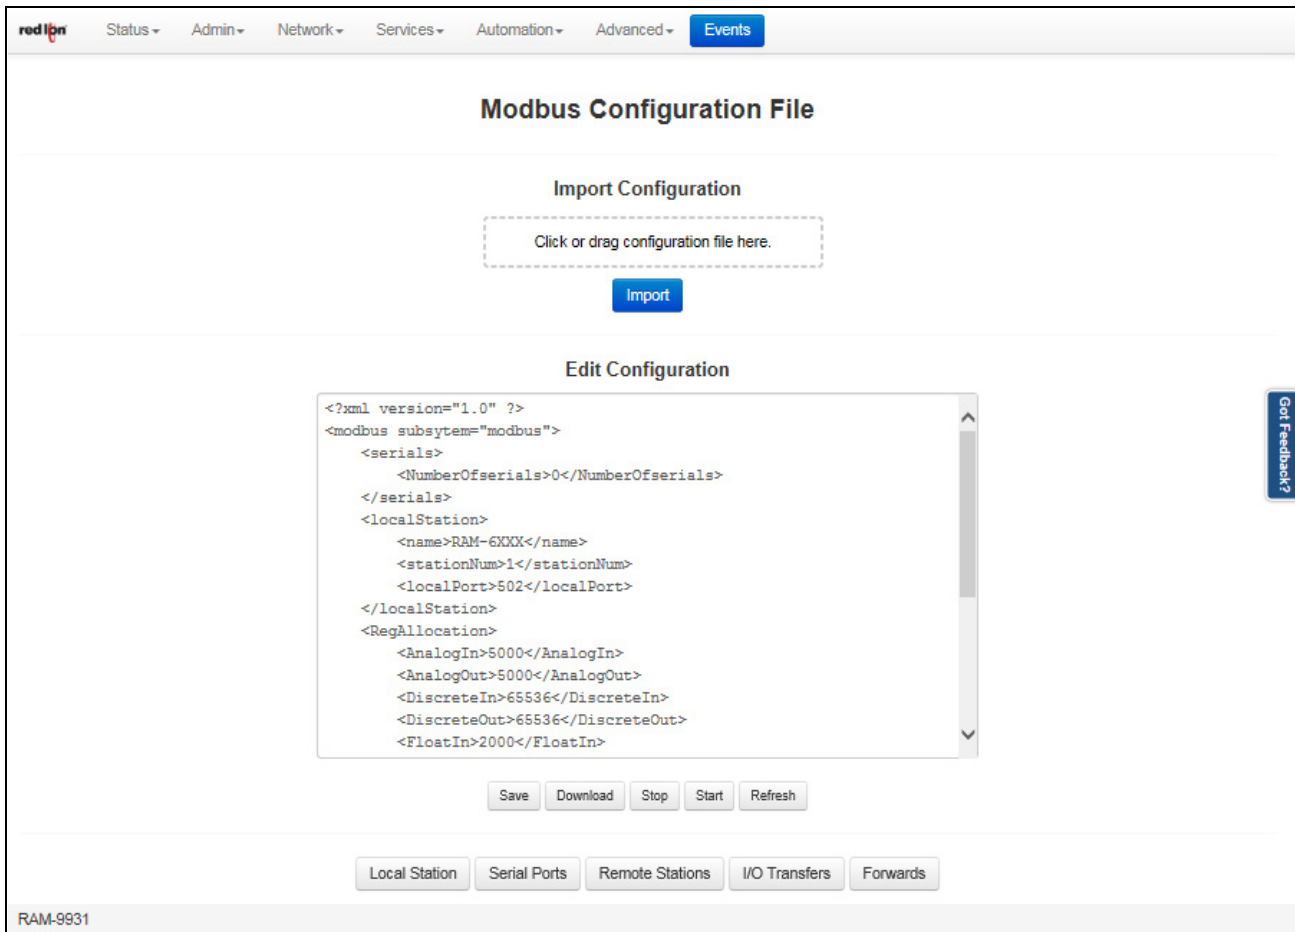 red lion Status Admin Network Services Automation Advanced Events
Modbus Configuration File
Import Configuration
Click or drag configuration file here.
Import
Edit Configuration
<?xml version="1.0" ?>
<modbus subsytem="modbus">
    <serials>
        <NumberOfserials>0</NumberOfserials>
    </serials>
    <localStation>
        <name>RAM-6XXX</name>
        <stationNum>1</stationNum>
        <localPort>502</localPort>
    </localStation>
    <RegAllocation>
        <AnalogIn>5000</AnalogIn>
        <AnalogOut>5000</AnalogOut>
        <DiscreteIn>65536</DiscreteIn>
        <DiscreteOut>65536</DiscreteOut>
        <FloatIn>2000</FloatIn>
Got Feedback?
Save Download Stop Start Refresh
Local Station Serial Ports Remote Stations I/O Transfers Forwards
RAM-9931